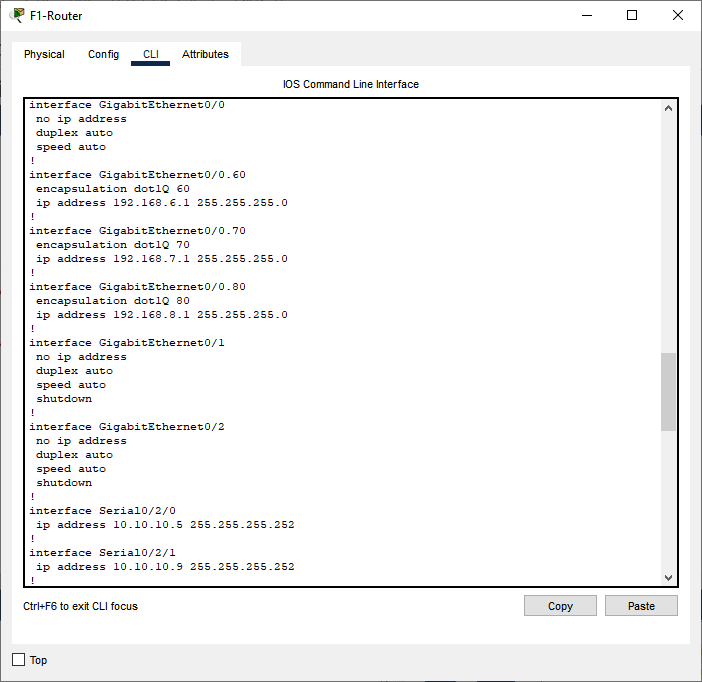 F1-Router
Physical Config CLI Attributes
IOS Command Line Interface
interface GigabitEthernet0/0
no ip address
duplex auto
speed auto
!
interface GigabitEthernet0/0.60
encapsulation dot1Q 60
ip address 192.168.6.1 255.255.255.0
!
interface GigabitEthernet0/0.70
encapsulation dot1Q 70
ip address 192.168.7.1 255.255.255.0
!
interface GigabitEthernet0/0.80
encapsulation dot1Q 80
ip address 192.168.8.1 255.255.255.0
!
interface GigabitEthernet0/1
no ip address
duplex auto
speed auto
shutdown
!
interface GigabitEthernet0/2
no ip address
duplex auto
speed auto
shutdown
!
interface Serial0/2/0
ip address 10.10.10.5 255.255.255.252
!
interface Serial0/2/1
ip address 10.10.10.9 255.255.255.252
!
Ctrl+F6 to exit CLI focus
Copy Paste
Top